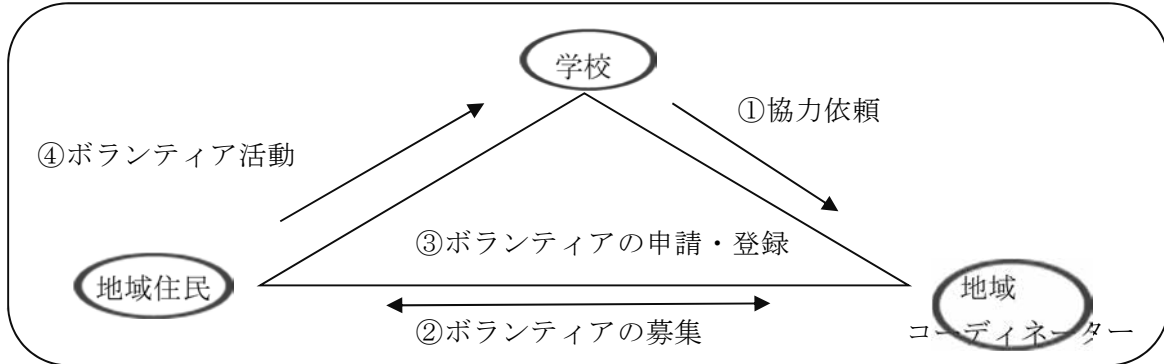 学校
①協力依頼
④ボランティア活動
③ボランティアの申請・登録
地域住民
地域
コーディネーター
②ボランティアの募集